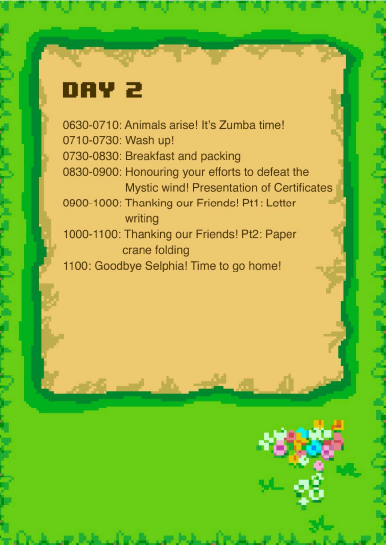 DAY 2
0630-0710: Animals arise! It's Zumba time!
0710-0730: Wash up!
0730-0830: Breakfast and packing
0830-0900: Honouring your efforts to defeat the
Mystic wind! Presentation of Certificates
0900-1000: Thanking our Friends! Pt1: Letter
writing
1000-1100: Thanking our Friends! Pt2: Paper
crane folding
1100: Goodbye Selphia! Time to go home!